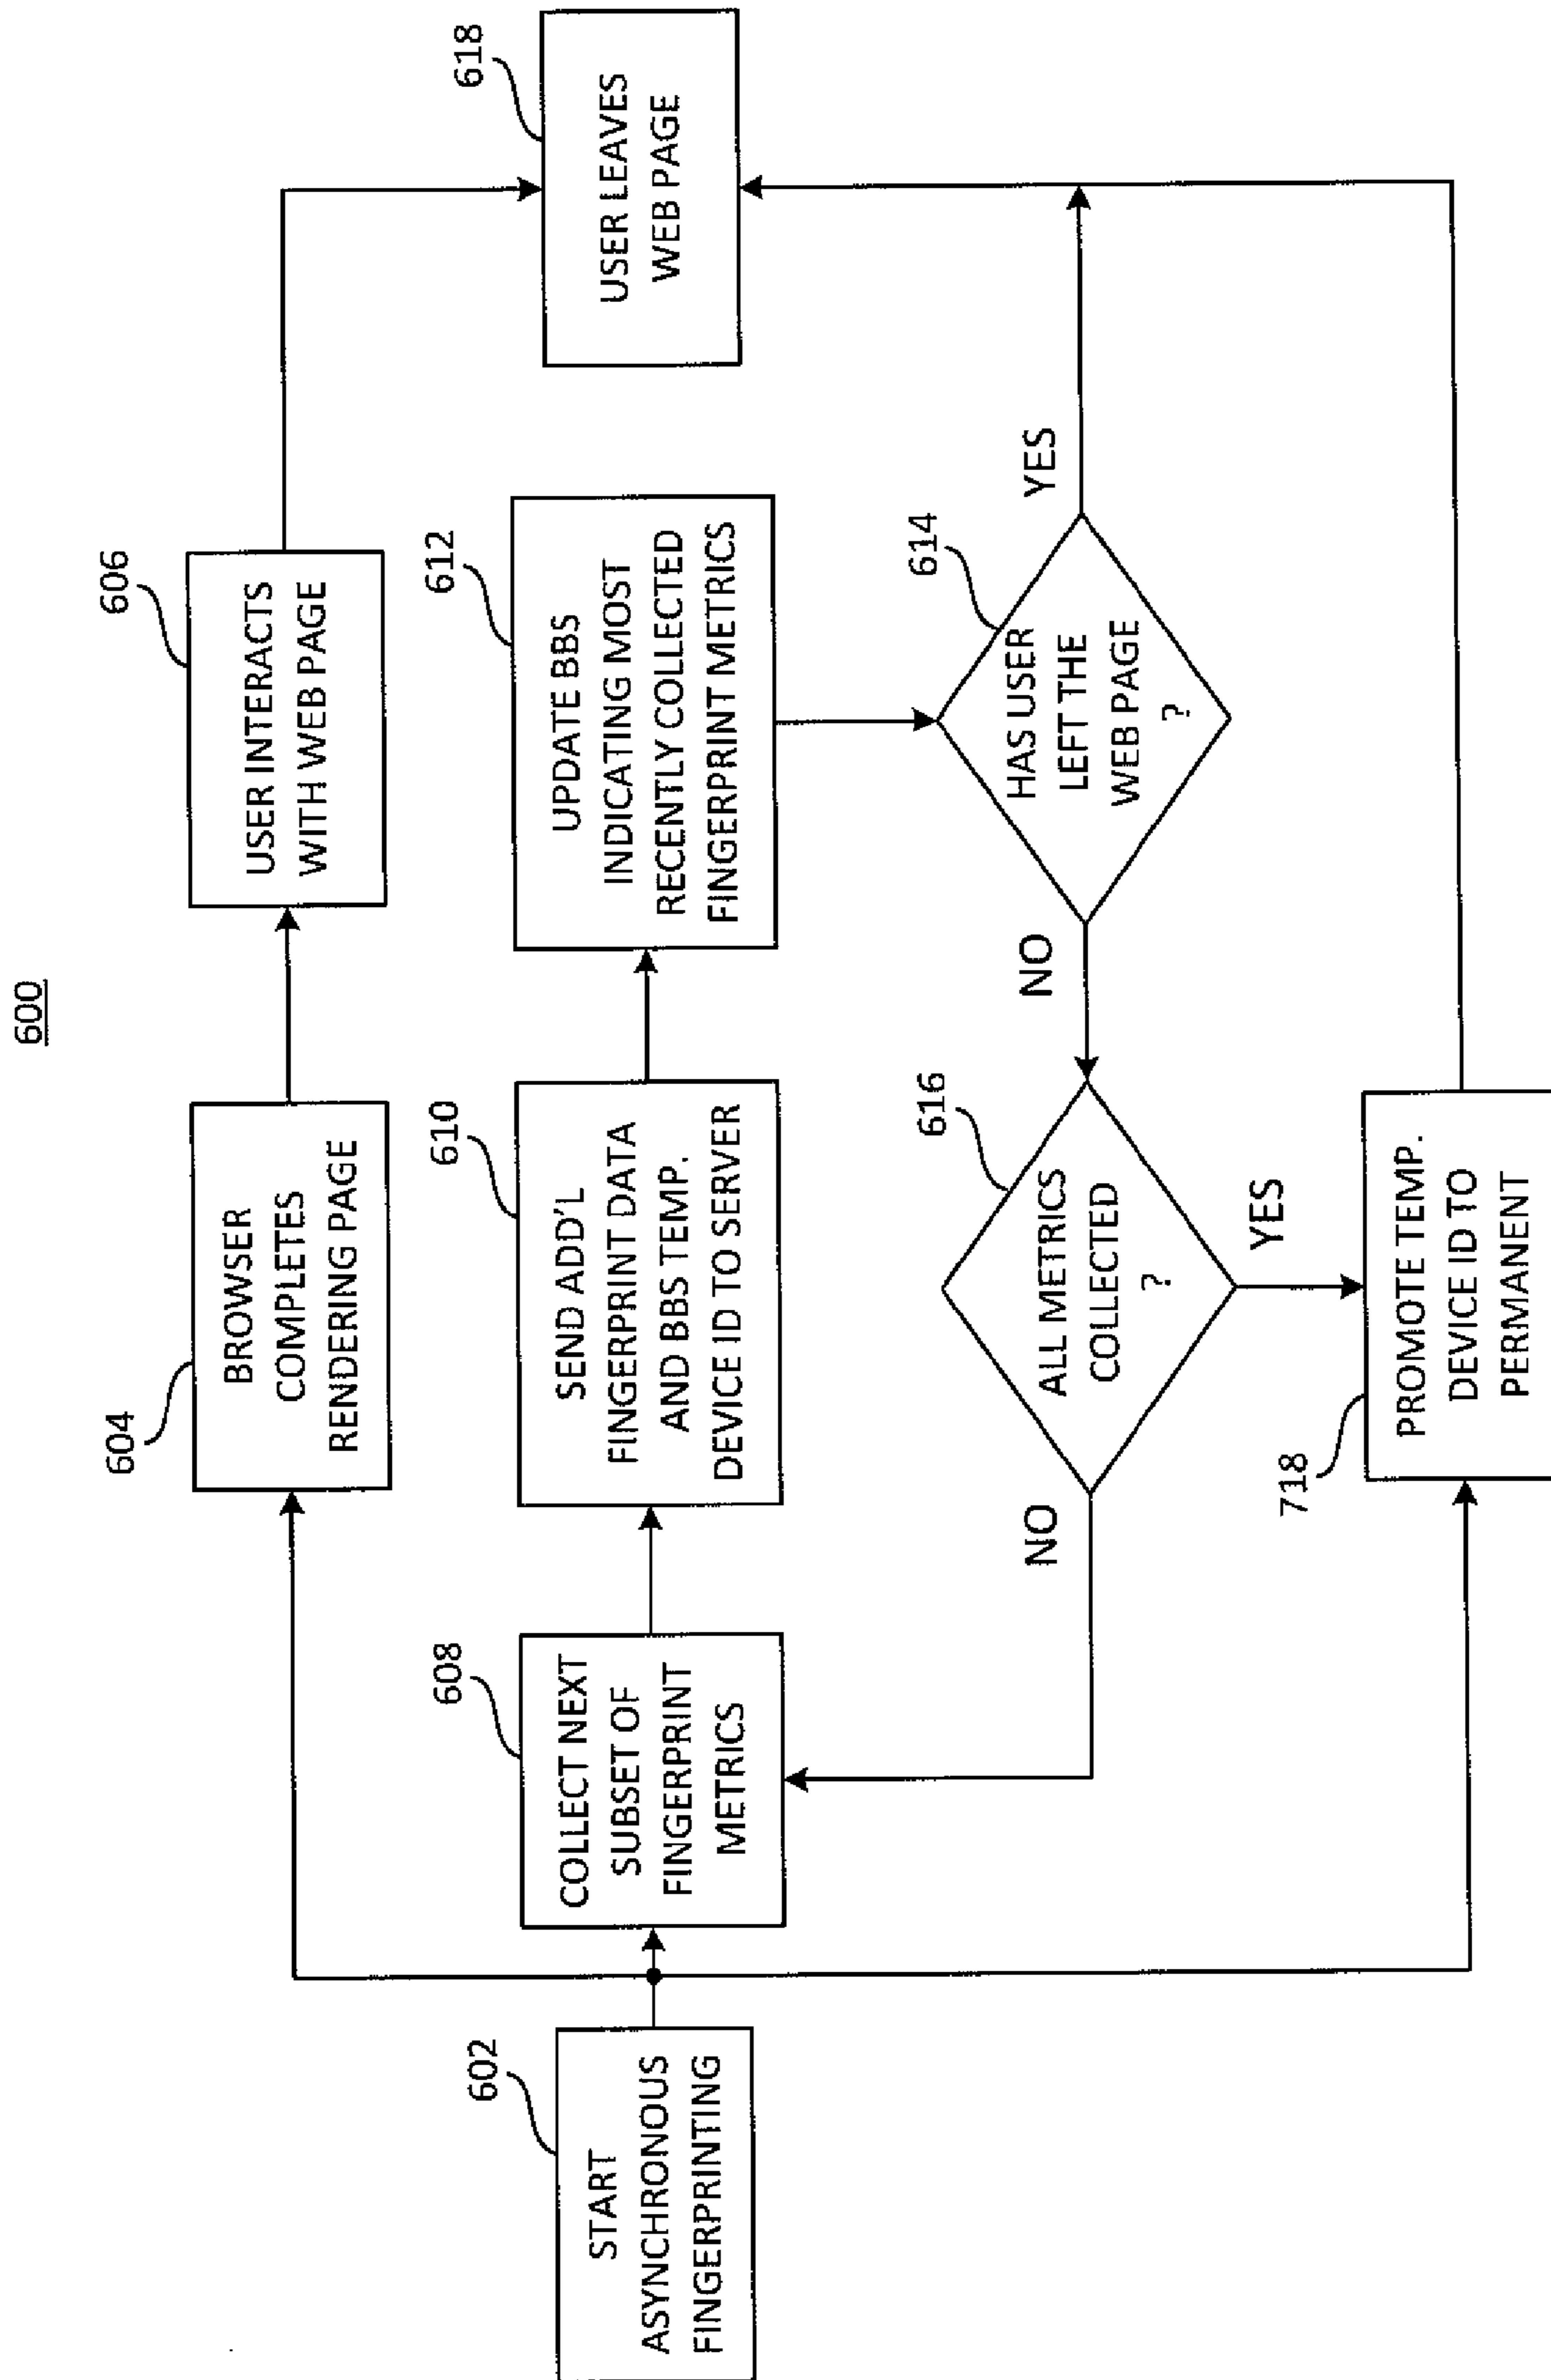 600
602
START
ASYNCHRONOUS
FINGERPRINTING
604
BROWSER
COMPLETES
RENDERING PAGE
606
USER INTERACTS
WITH WEB PAGE
608
COLLECT NEXT
SUBSET OF
FINGERPRINT
METRICS
610
SEND ADD'L
FINGERPRINT DATA
AND BBS TEMP.
DEVICE ID TO SERVER
612
UPDATE BBS
INDICATING MOST
RECENTLY COLLECTED
FINGERPRINT METRICS
614
HAS USER
LEFT THE
WEB PAGE
?
YES
NO
616
ALL METRICS
COLLECTED
?
NO
YES
718
PROMOTE TEMP.
DEVICE ID TO
PERMANENT
618
USER LEAVES
WEB PAGE